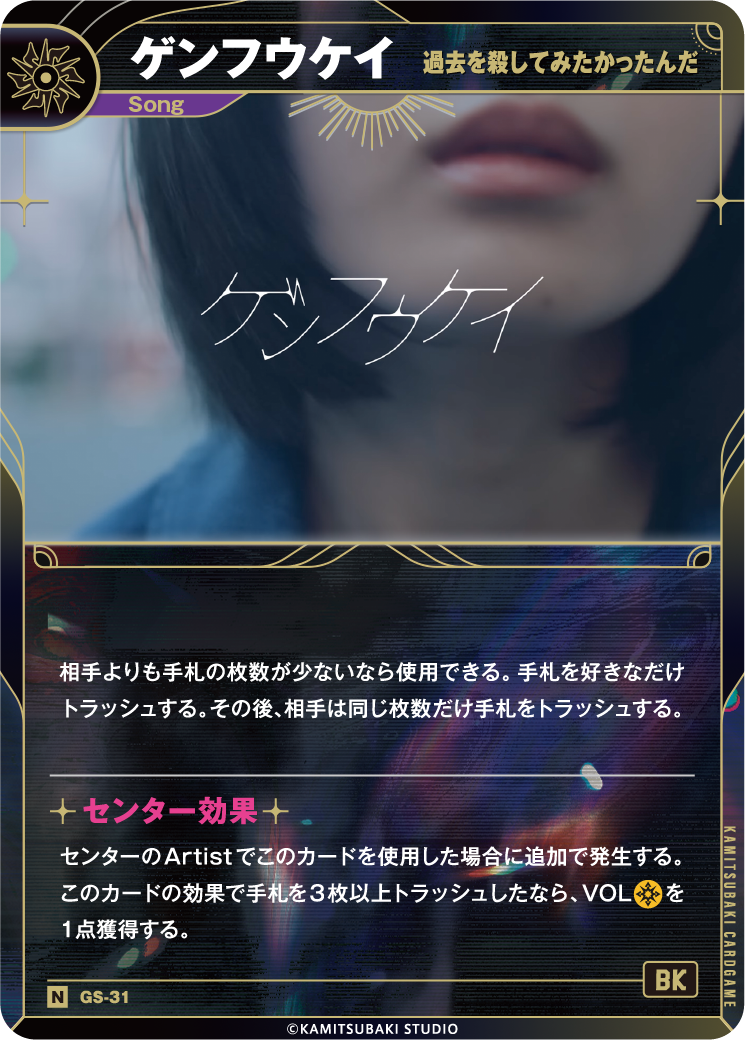 ゲンフウケイ
過去を殺してみたかったんだ
Song
ゲンフウケイ
相手よりも手札の枚数が少ないなら使用できる。手札を好きなだけ
トラッシュする。その後、相手は同じ枚数だけ手札をトラッシュする。
センター効果
センターのArtistでこのカードを使用した場合に追加で発生する。
このカードの効果で手札を3枚以上トラッシュしたなら、VOLを
1点獲得する。
KAMITSUBAKI CARDGAME
BK
N GS-31
©KAMITSUBAKI STUDIO